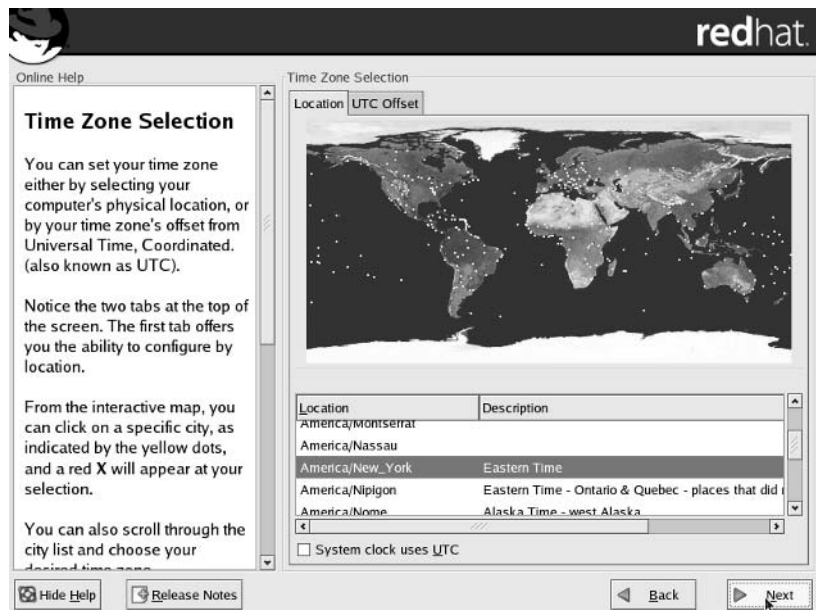 redhat.
Online Help
Time Zone Selection
You can set your time zone
either by selecting your
computer's physical location, or
by your time zone's offset from
Universal Time, Coordinated.
(also known as UTC).
Notice the two tabs at the top of
the screen. The first tab offers
you the ability to configure by
location.
From the interactive map, you
can click on a specific city, as
indicated by the yellow dots,
and a red X will appear at your
selection.
You can also scroll through the
city list and choose your
desired time zone
Time Zone Selection
Location UTC Offset
Location Description
America/Montserrat
America/Nassau
America/New_York Eastern Time
America/Nipigon Eastern Time - Ontario & Quebec - places that did
America/Nome Alaska Time - west Alaska
System clock uses UTC
Hide Help Release Notes Back Next